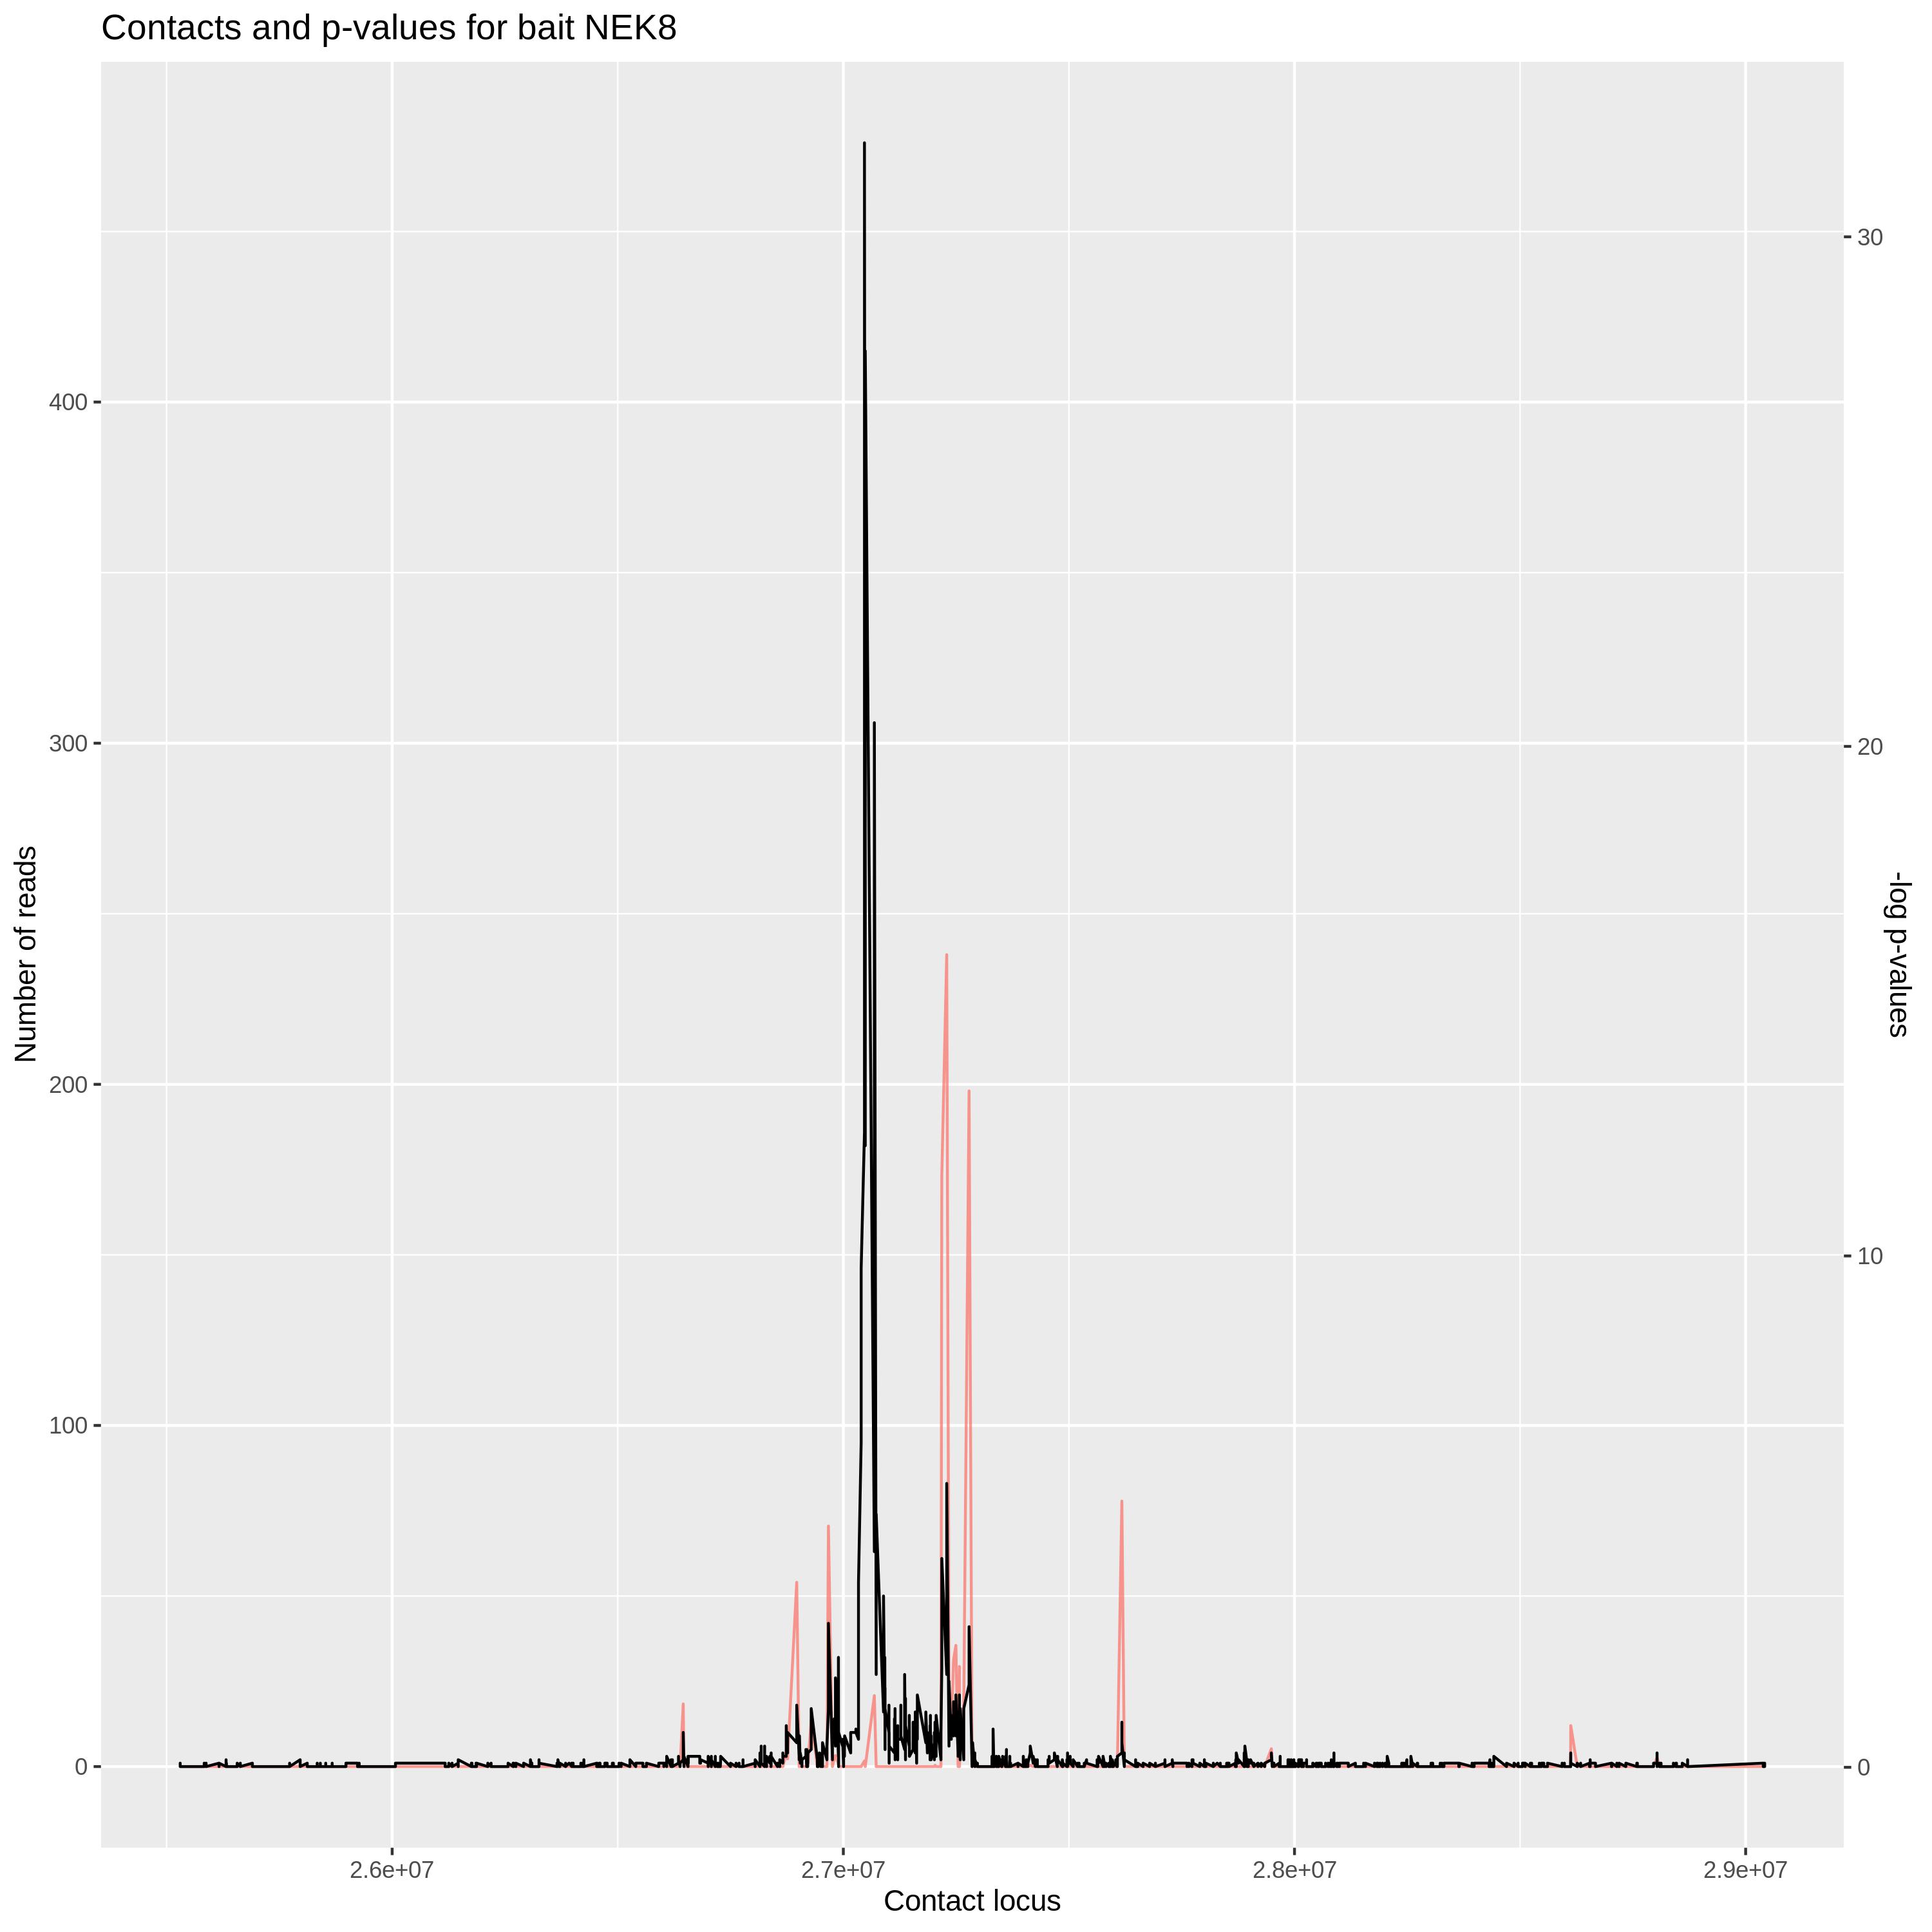 Contacts and p-values for bait NEK8
Number of reads
400
300
200
100
0
30
20
10
0
-log p-values
2.6e+07
2.7e+07
2.8e+07
2.9e+07
Contact locus